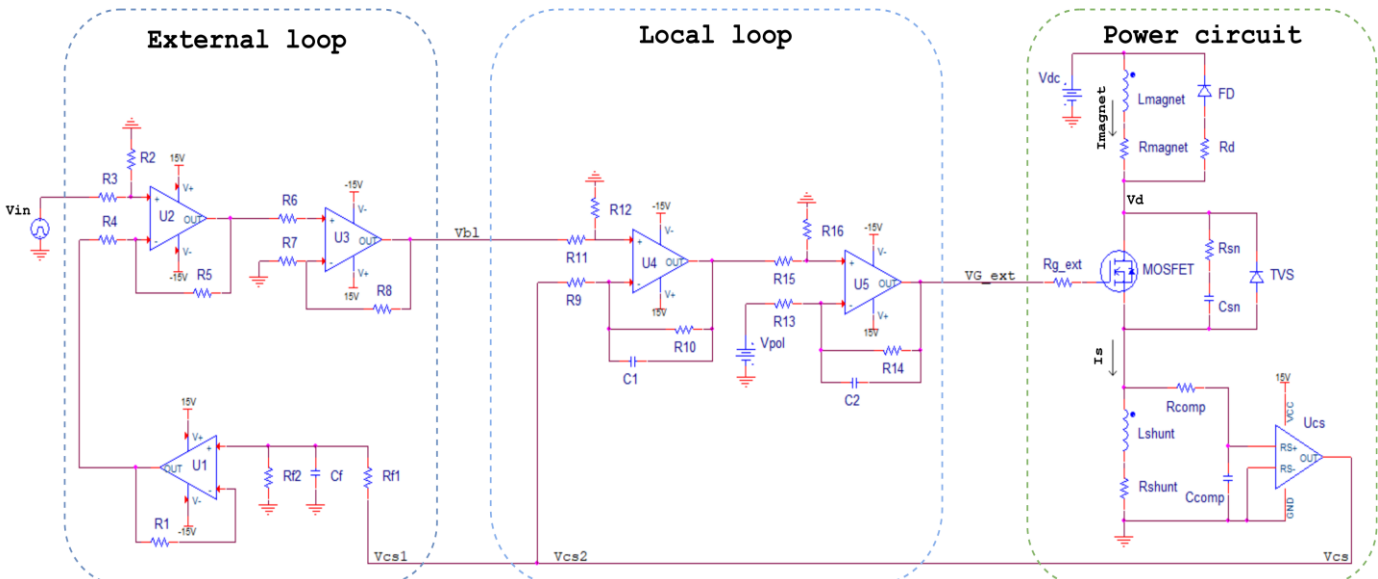 External loop
Local loop
Power circuit
Vdc
Imagnet
Lmagnet
FD
Rmagnet
Rd
Vd
R2
15V
R3
V+
+
U2
OUT
-
V-
-15V
R4
R5
Vin
R6
-15V
V-
+
U3
OUT
-
V+
15V
R7
R8
Vbl
R12
-15V
V-
R11
+
U4
OUT
-
V+
15V
R9
R10
C1
R16
-15V
V-
R15
+
U5
OUT
-
V+
15V
R13
Vpol
R14
C2
VG_ext
Rg_ext
MOSFET
Rsn
Csn
TVS
Is
Rcomp
Lshunt
Rshunt
Ccomp
15V
VCC
Ucs
RS+
OUT
RS-
GND
15V
V+
+
OUT
U1
-
V-
-15V
R1
Rf2
Cf
Rf1
Vcs1
Vcs2
Vcs